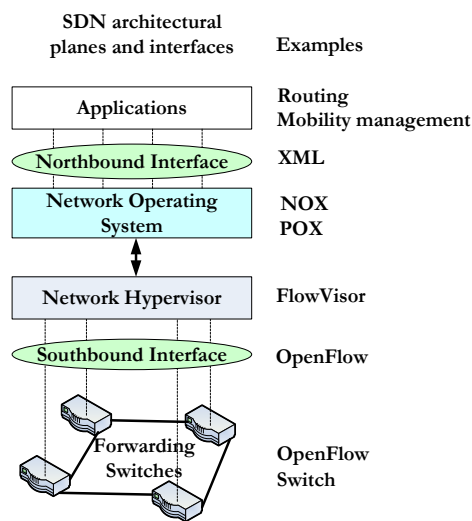 SDN architectural
planes and interfaces
Examples
Applications
Routing
Mobility management
Northbound Interface
XML
Network Operating
System
NOX
POX
Network Hypervisor
FlowVisor
Southbound Interface
OpenFlow
Forwarding
Switches
OpenFlow
Switch